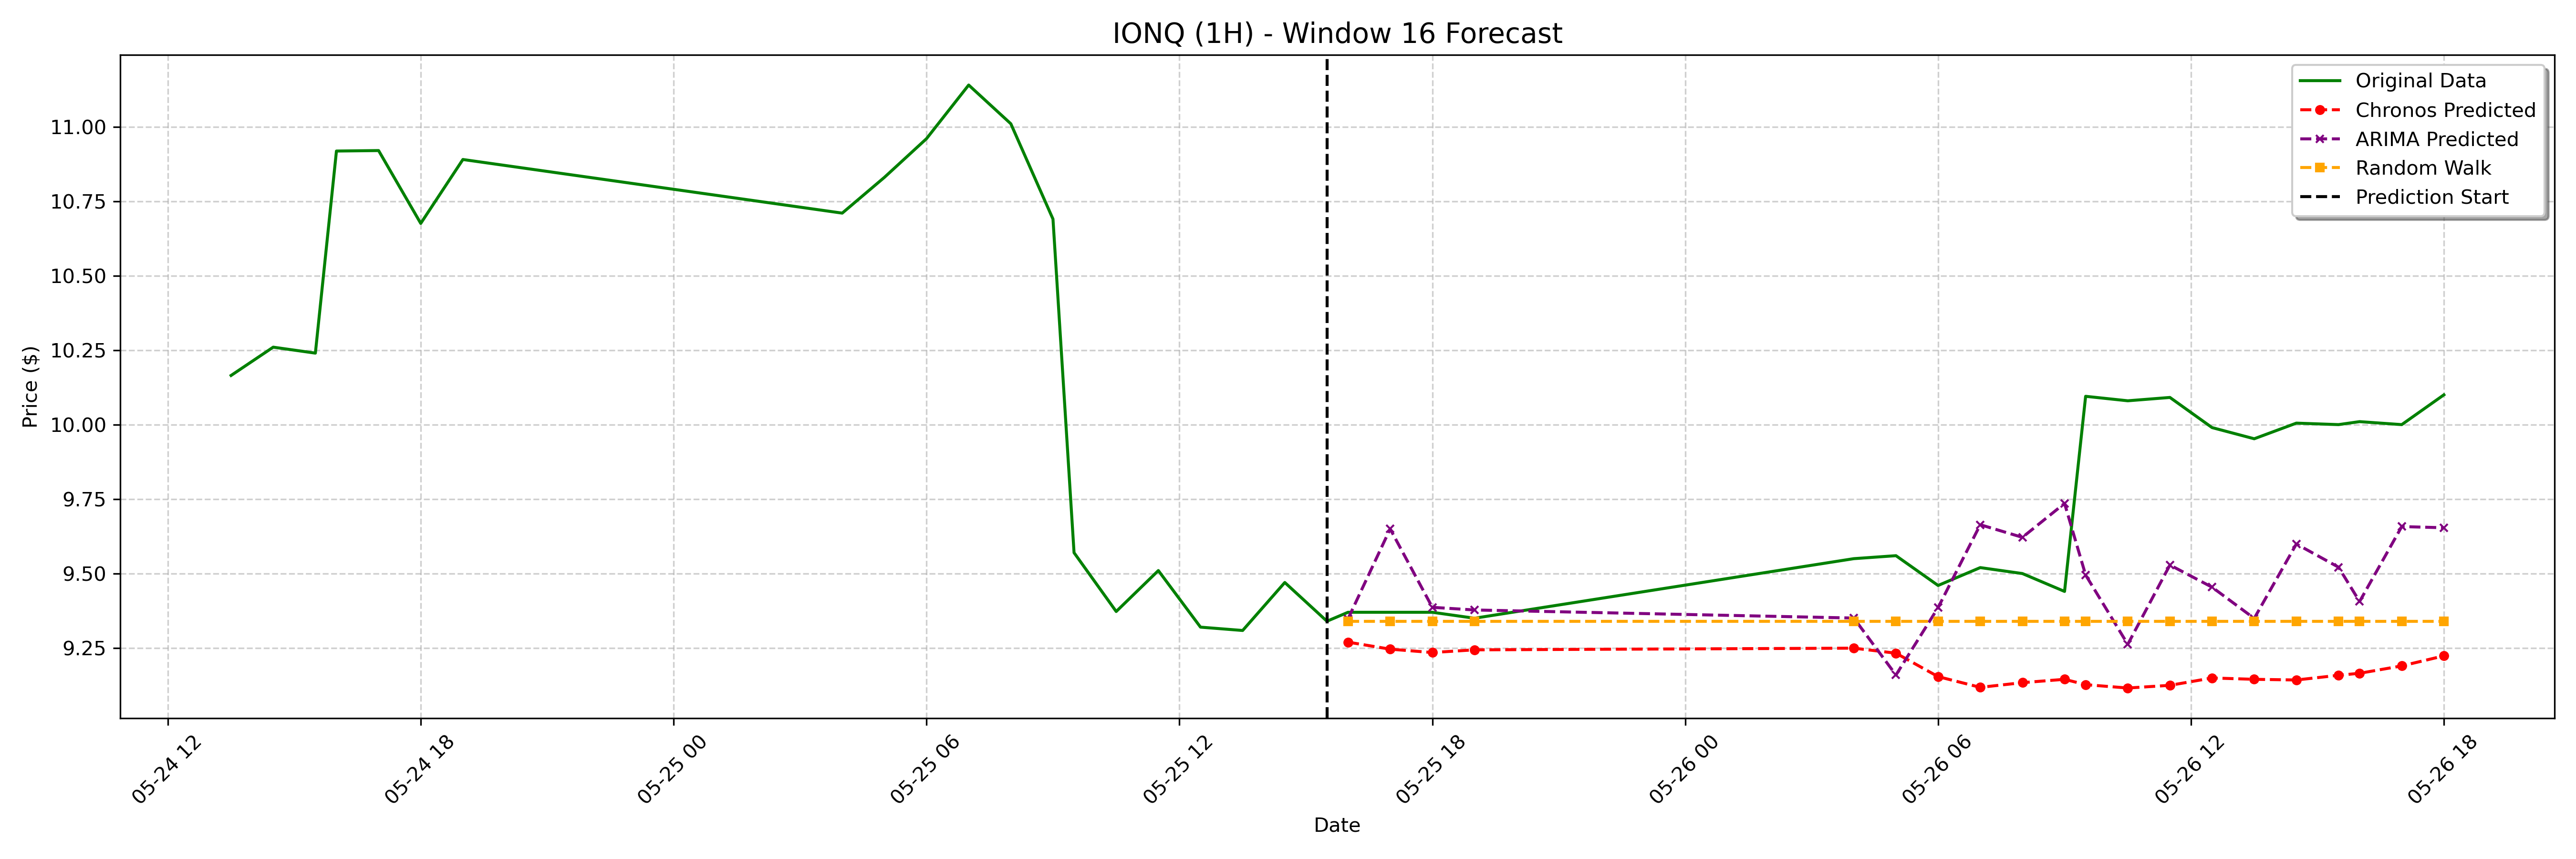 IONQ (1H) - Window 16 Forecast
Original Data
Chronos Predicted
ARIMA Predicted
Random Walk
Prediction Start
Price ($)
11.00
10.75
10.50
10.25
10.00
9.75
9.50
9.25
05-24 12
05-24 18
05-25 00
05-25 06
05-25 12
05-25 18
05-26 00
05-26 06
05-26 12
05-26 18
Date